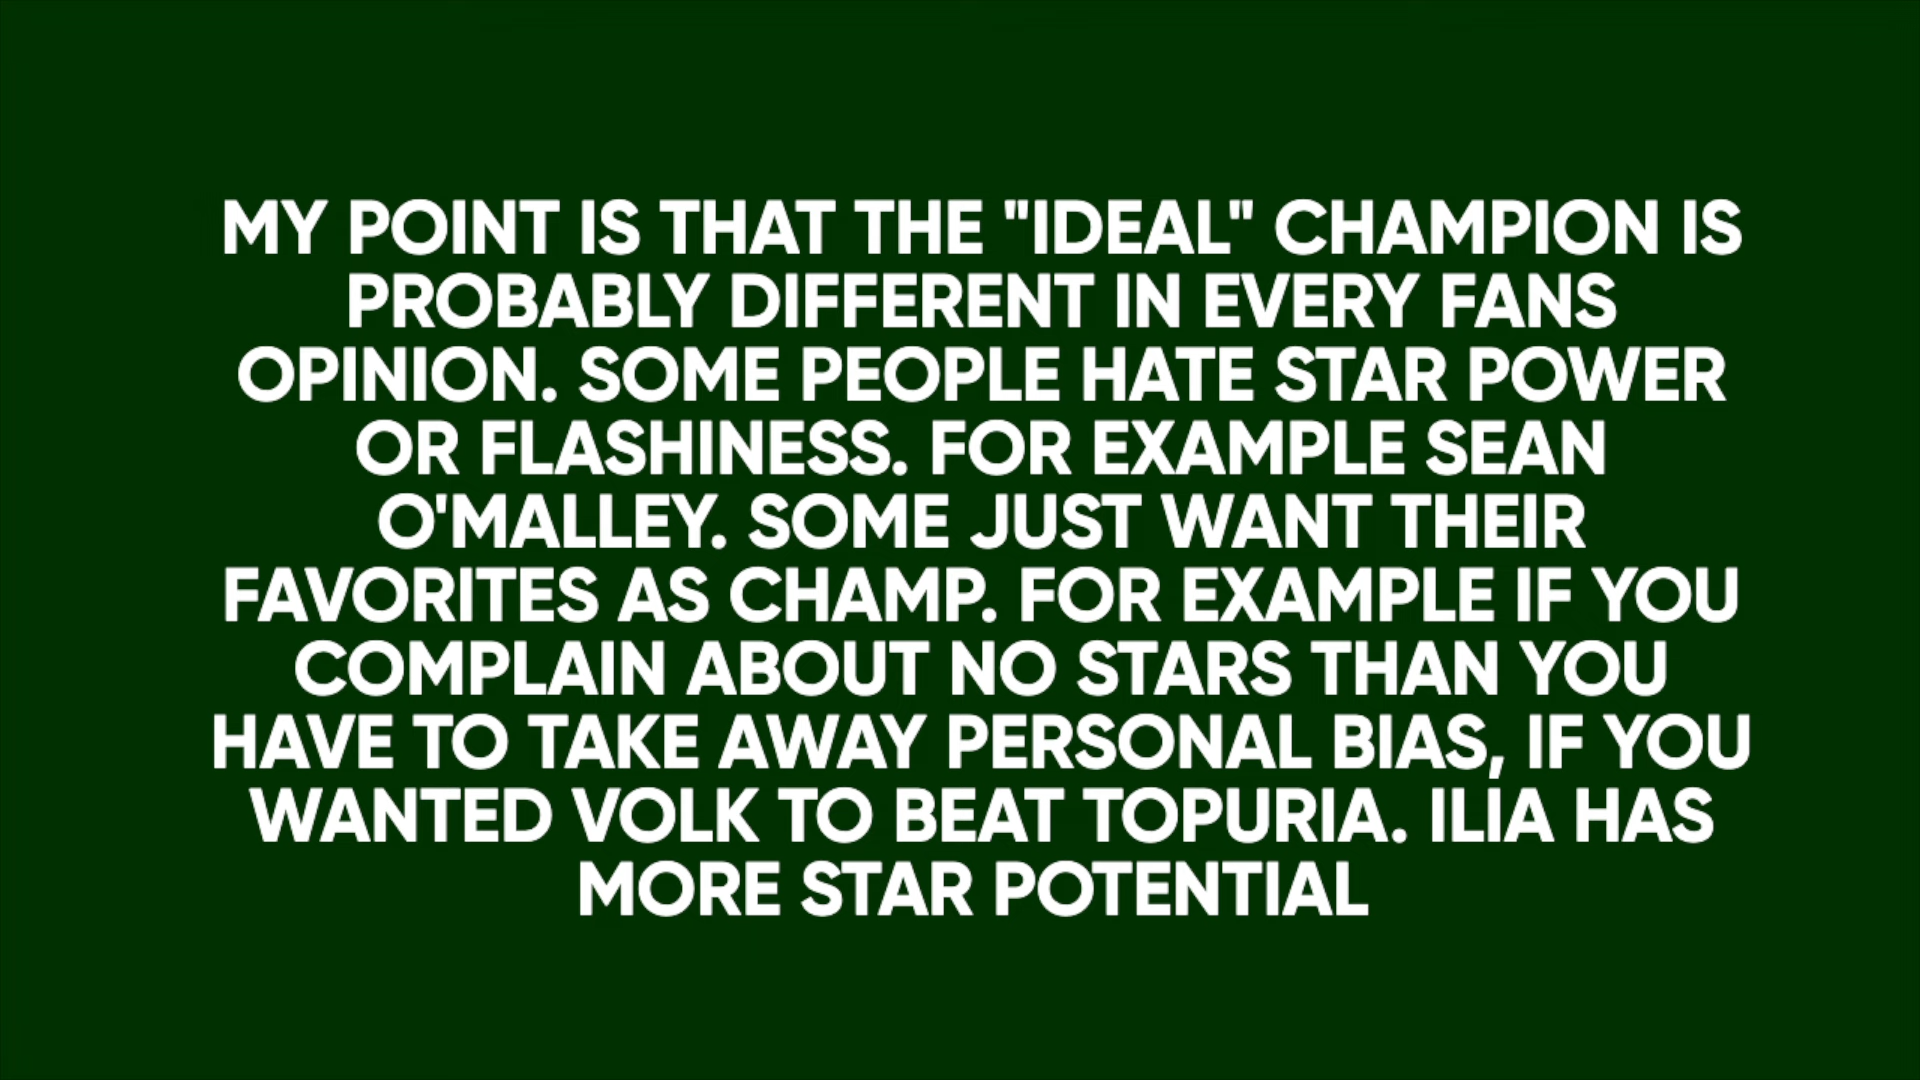 MY POINT IS THAT THE "IDEAL" CHAMPION IS
PROBABLY DIFFERENT IN EVERY FANS
OPINION. SOME PEOPLE HATE STAR POWER
OR FLASHINESS. FOR EXAMPLE SEAN
O'MALLEY. SOME JUST WANT THEIR
FAVORITES AS CHAMP. FOR EXAMPLE IF YOU
COMPLAIN ABOUT NO STARS THAN YOU
HAVE TO TAKE AWAY PERSONAL BIAS, IF YOU
WANTED VOLK TO BEAT TOPURIA. ILIA HAS
MORE STAR POTENTIAL